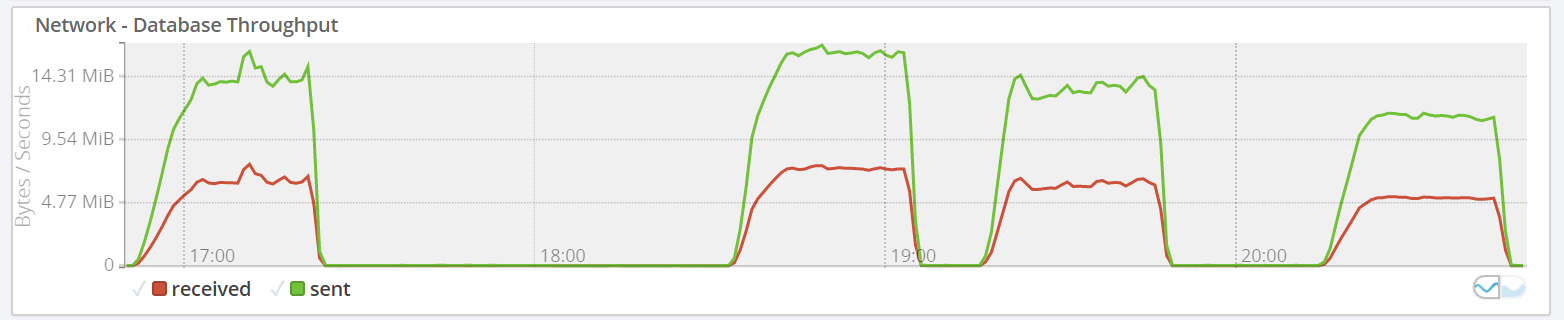 Network - Database Throughput
Bytes / Seconds
14.31 MiB
9.54 MiB
4.77 MiB
0
17:00 18:00 19:00 20:00
received sent